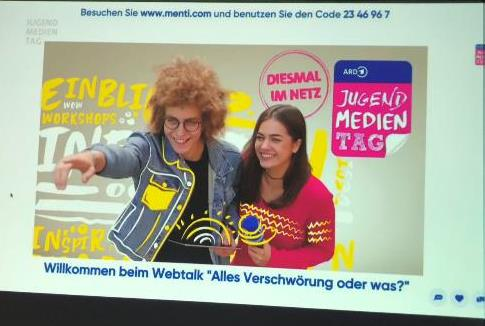 Besuchen Sie www.menti.com und benutzen Sie den Code 23 46 96 7
JUGEND
MEDIEN
TAG
EINBLI
WOW
WORKSHOPS
DIESMAL
IM NETZ
ARD
JUGEND
MEDIEN
TAG
INSPIR
Willkommen beim Webtalk "Alles Verschwörung oder was?"